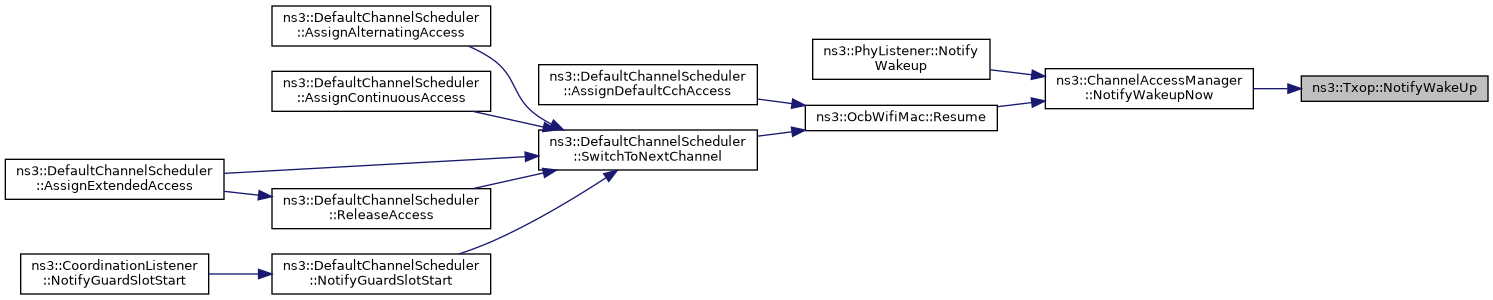 ns3::DefaultChannelScheduler
::AssignAlternatingAccess
ns3::PhyListener::Notify
Wakeup
ns3::DefaultChannelScheduler
::AssignDefaultCchAccess
ns3::DefaultChannelScheduler
::AssignContinuousAccess
ns3::ChannelAccessManager
::NotifyWakeupNow
ns3::Txop::NotifyWakeUp
ns3::OcbWifiMac::Resume
ns3::DefaultChannelScheduler
::SwitchToNextChannel
ns3::DefaultChannelScheduler
::AssignExtendedAccess
ns3::DefaultChannelScheduler
::ReleaseAccess
ns3::CoordinationListener
::NotifyGuardSlotStart
ns3::DefaultChannelScheduler
::NotifyGuardSlotStart